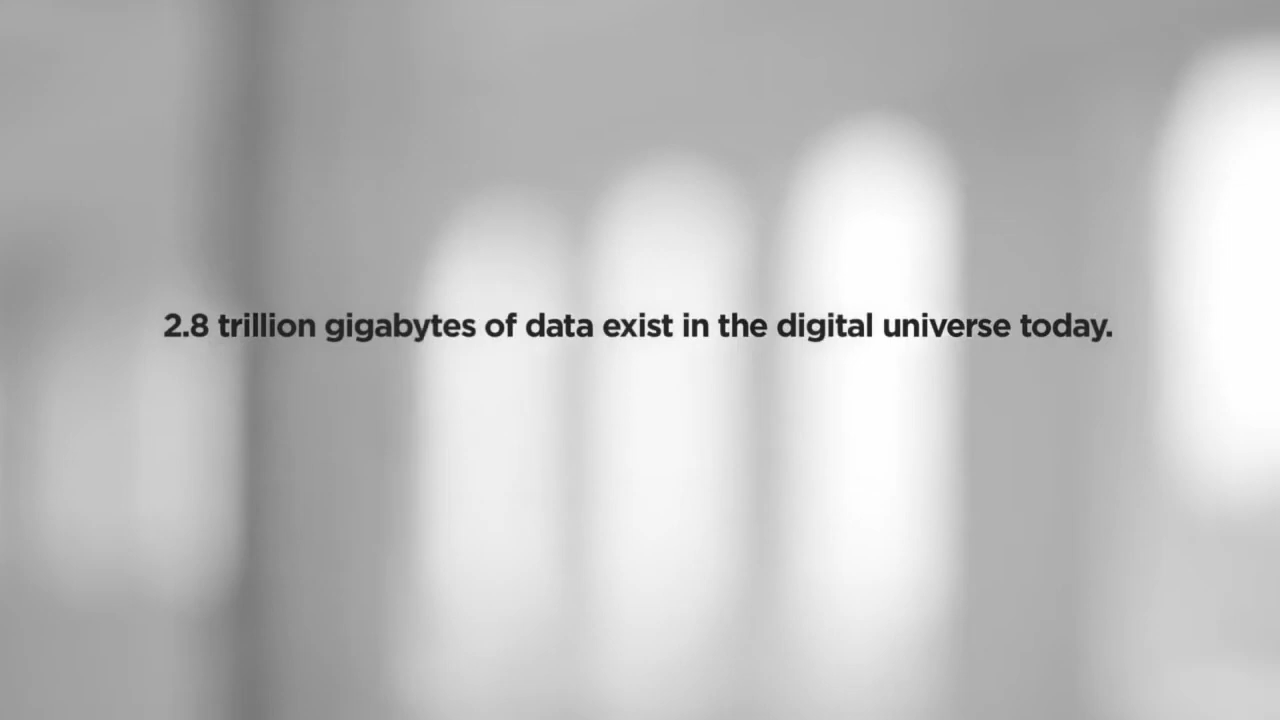 2.8 trillion gigabytes of data exist in the digital universe today.